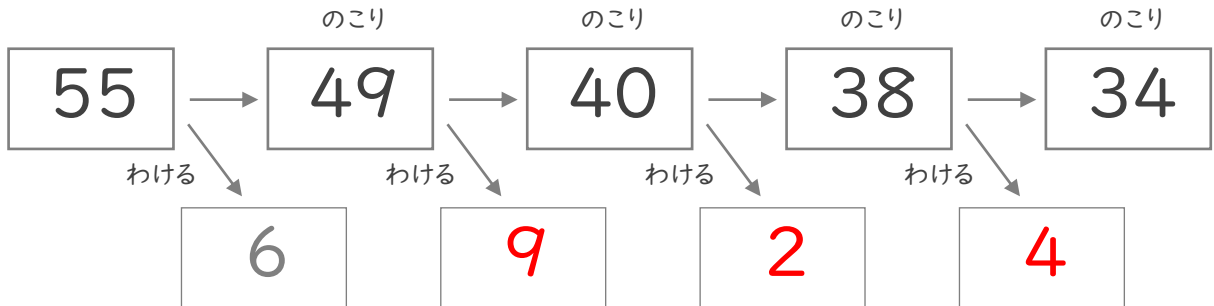 のこり のこり のこり のこり
55 49 40 38 34
わける わける わける わける
6 9 2 4